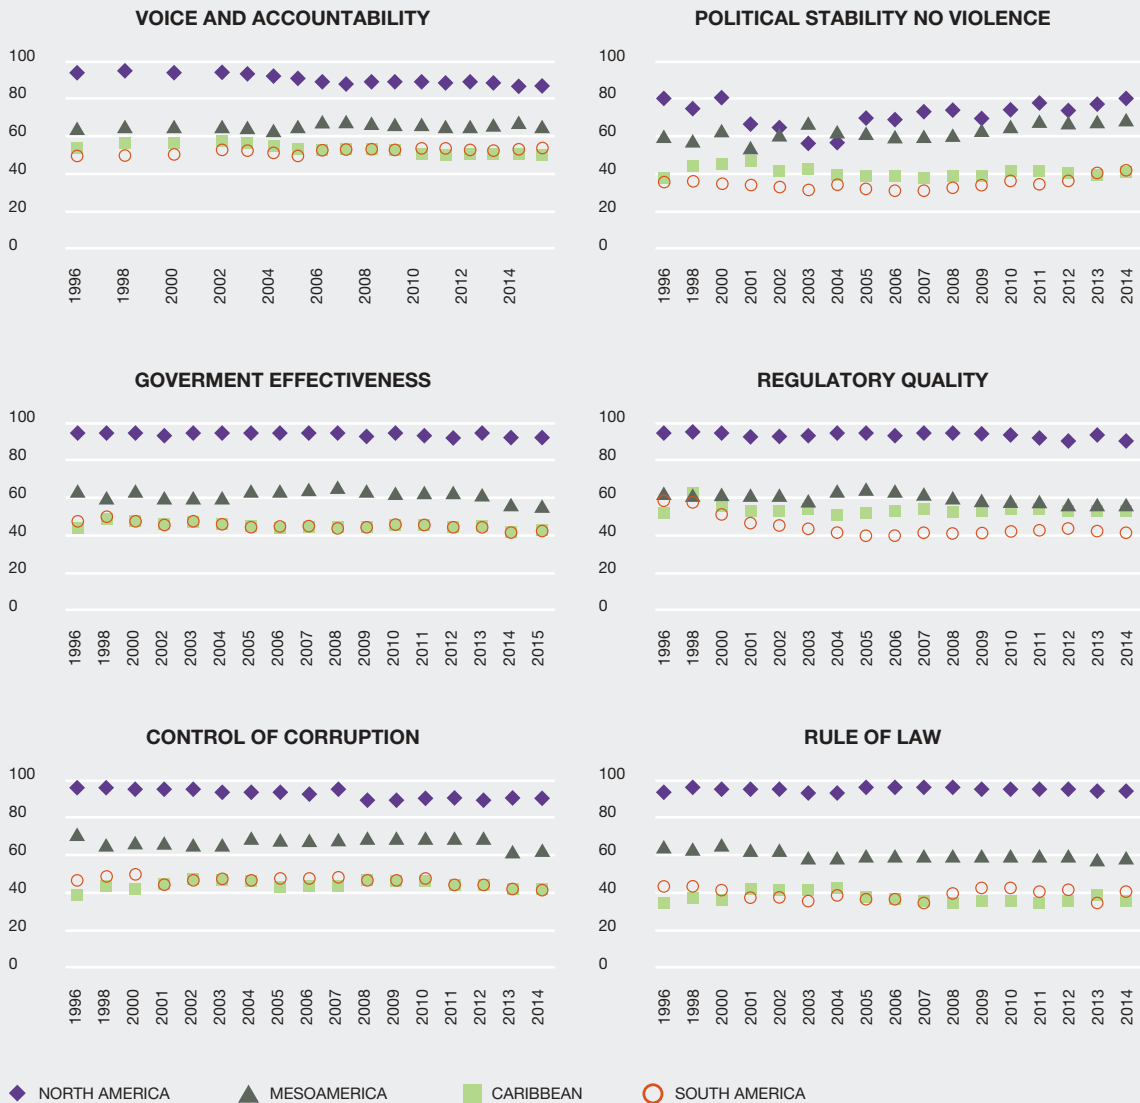 VOICE AND ACCOUNTABILITY
100
80
60
40
20
0
1996 1998 2000 2002 2004 2006 2008 2010 2012 2014
POLITICAL STABILITY NO VIOLENCE
100
80
60
40
20
0
1996 1998 2000 2001 2002 2003 2004 2005 2006 2007 2008 2009 2010 2011 2012 2013 2014
GOVERMENT EFFECTIVENESS
100
80
60
40
20
0
1996 1998 2000 2002 2003 2004 2005 2006 2007 2008 2009 2010 2011 2012 2013 2014 2015
REGULATORY QUALITY
100
80
60
40
20
0
1996 1998 2000 2001 2002 2003 2004 2005 2006 2007 2008 2009 2010 2011 2012 2013 2014
CONTROL OF CORRUPTION
100
80
60
40
20
0
1996 1998 2000 2001 2002 2003 2004 2005 2006 2007 2008 2009 2010 2011 2012 2013 2014
RULE OF LAW
100
80
60
40
20
0
1996 1998 2000 2001 2002 2003 2004 2005 2006 2007 2008 2009 2010 2011 2012 2013 2014
NORTH AMERICA MESOAMERICA CARIBBEAN SOUTH AMERICA